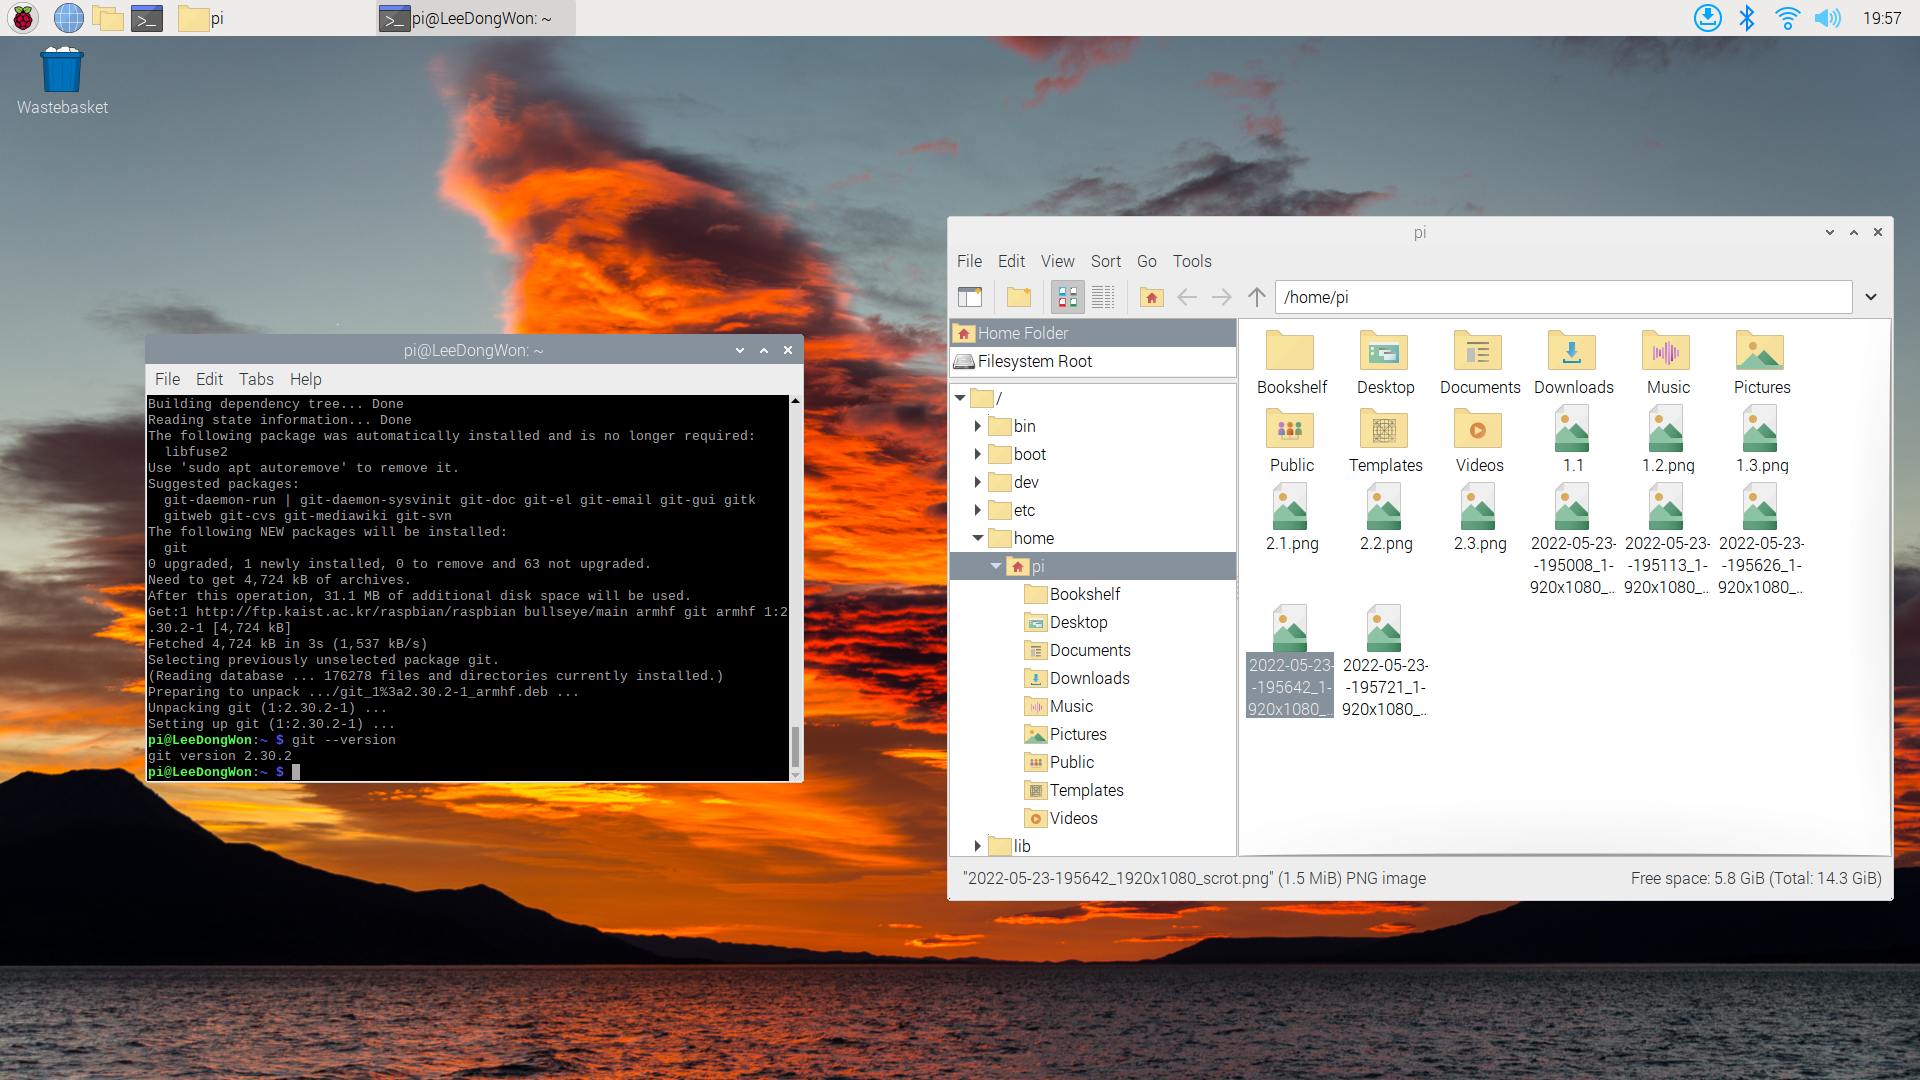 pi
pi@LeeDongWon: ~
19:57
Wastebasket
pi@LeeDongWon: ~
File Edit Tabs Help
Building dependency tree... Done
Reading state information... Done
The following package was automatically installed and is no longer required:
  libfuse2
Use 'sudo apt autoremove' to remove it.
Suggested packages:
  git-daemon-run | git-daemon-sysvinit git-doc git-el git-email git-gui gitk
  gitweb git-cvs git-mediawiki git-svn
The following NEW packages will be installed:
  git
0 upgraded, 1 newly installed, 0 to remove and 63 not upgraded.
Need to get 4,724 kB of archives.
After this operation, 31.1 MB of additional disk space will be used.
Get:1 http://ftp.kaist.ac.kr/raspbian/raspbian bullseye/main armhf git armhf 1:2
.30.2-1 [4,724 kB]
Fetched 4,724 kB in 3s (1,537 kB/s)
Selecting previously unselected package git.
(Reading database ... 176278 files and directories currently installed.)
Preparing to unpack .../git_1%3a2.30.2-1_armhf.deb ...
Unpacking git (1:2.30.2-1) ...
Setting up git (1:2.30.2-1) ...
pi@LeeDongWon:~ $ git --version
git version 2.30.2
pi@LeeDongWon:~ $
pi
File Edit View Sort Go Tools
/home/pi
Home Folder
Filesystem Root
/
bin
boot
dev
etc
home
pi
Bookshelf
Desktop
Documents
Downloads
Music
Pictures
Public
Templates
Videos
lib
Bookshelf Desktop Documents Downloads Music Pictures
Public Templates Videos 1.1 1.2.png 1.3.png
2.1.png 2.2.png 2.3.png 2022-05-23- 2022-05-23- 2022-05-23-
-195008_1- -195113_1- -195626_1-
920x1080_... 920x1080_... 920x1080_...
2022-05-23- 2022-05-23-
-195642_1- -195721_1-
920x1080_... 920x1080_...
"2022-05-23-195642_1920x1080_scrot.png" (1.5 MiB) PNG image
Free space: 5.8 GiB (Total: 14.3 GiB)